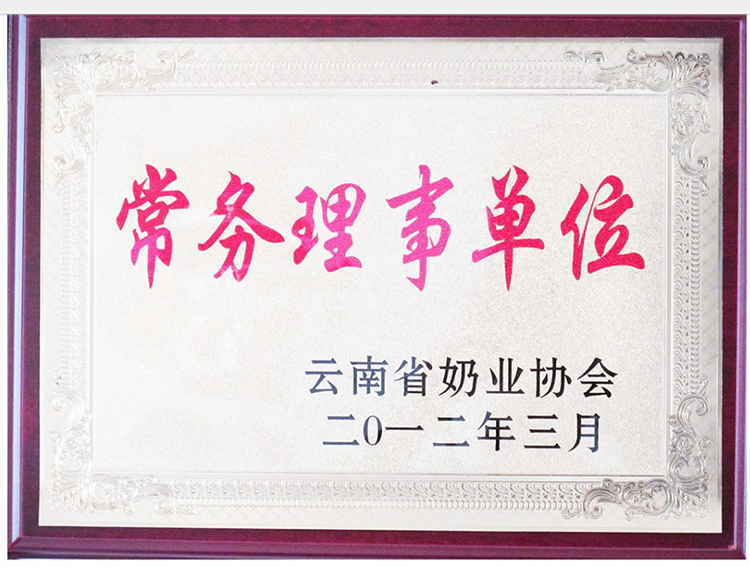 常务理事单位
云南省奶业协会
二0一二年三月